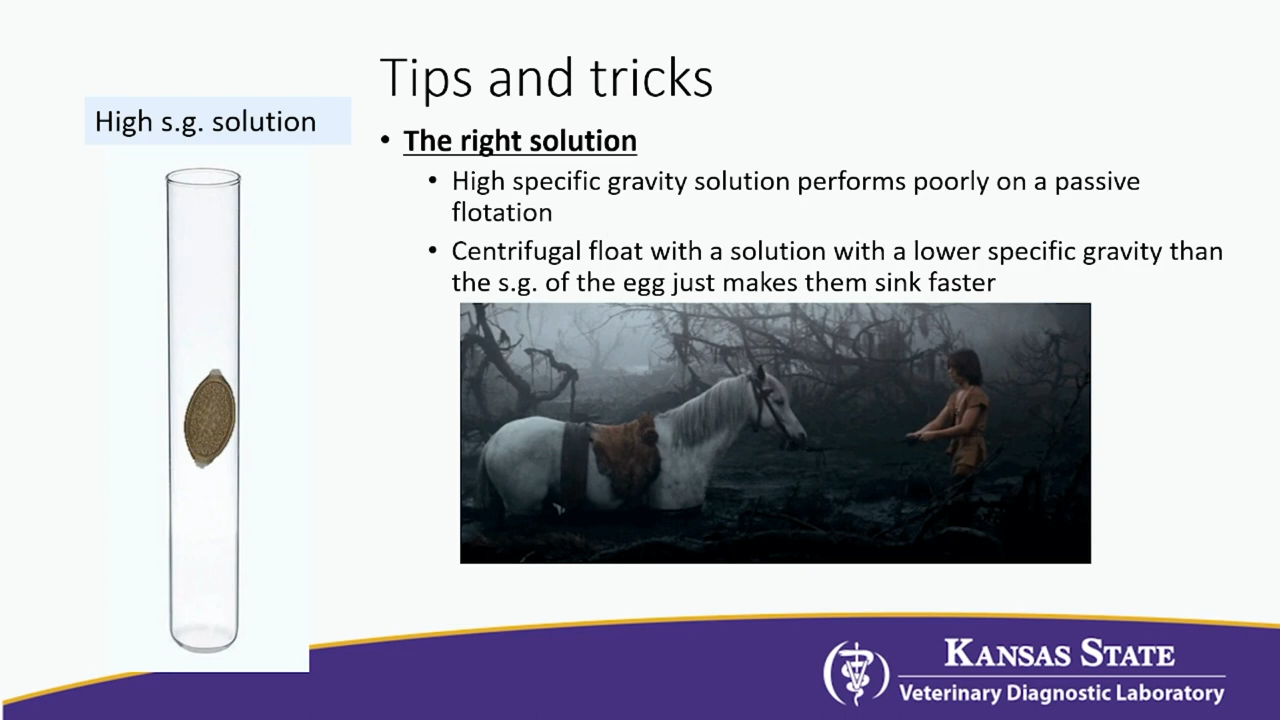 Tips and tricks
High s.g. solution
• The right solution
• High specific gravity solution performs poorly on a passive
flotation
• Centrifugal float with a solution with a lower specific gravity than
the s.g. of the egg just makes them sink faster
KANSAS STATE
Veterinary Diagnostic Laboratory